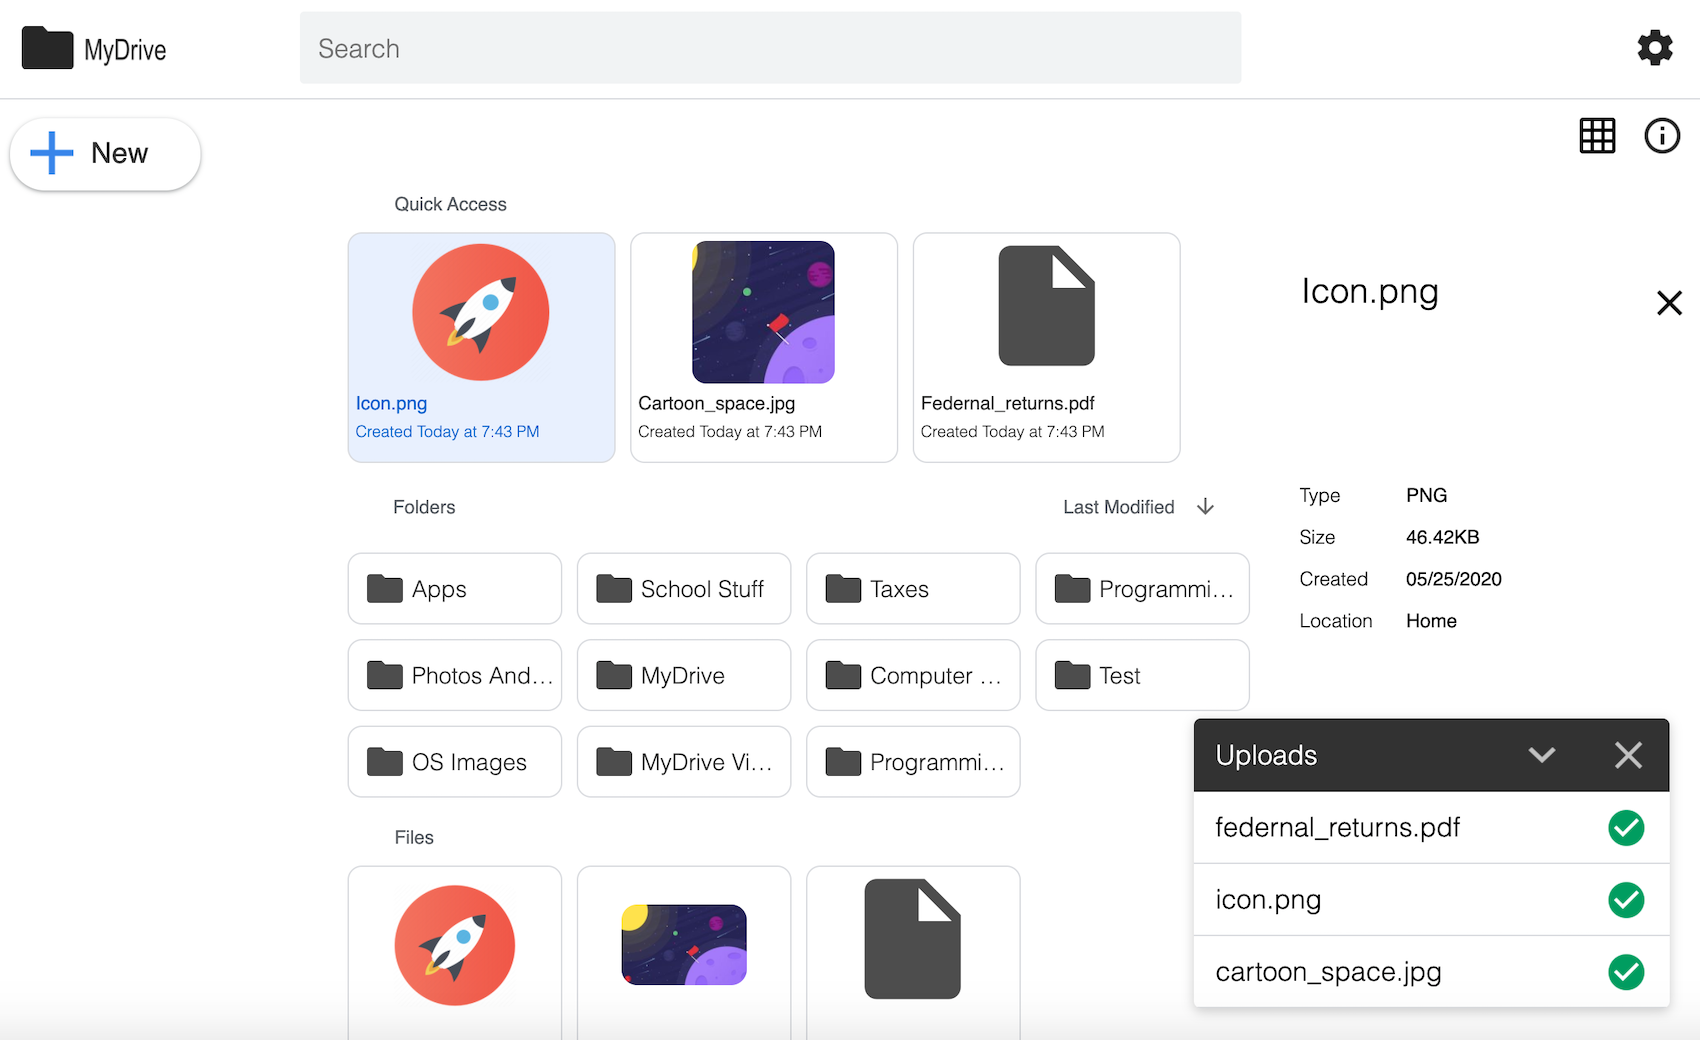 MyDrive
Search
New
Quick Access
Icon.png
Created Today at 7:43 PM
Cartoon_space.jpg
Created Today at 7:43 PM
Federnal_returns.pdf
Created Today at 7:43 PM
Icon.png
Type PNG
Size 46.42KB
Created 05/25/2020
Location Home
Folders
Last Modified
Apps
School Stuff
Taxes
Programmi...
Photos And...
MyDrive
Computer ...
Test
OS Images
MyDrive Vi...
Programmi...
Files
Uploads
federnal_returns.pdf
icon.png
cartoon_space.jpg